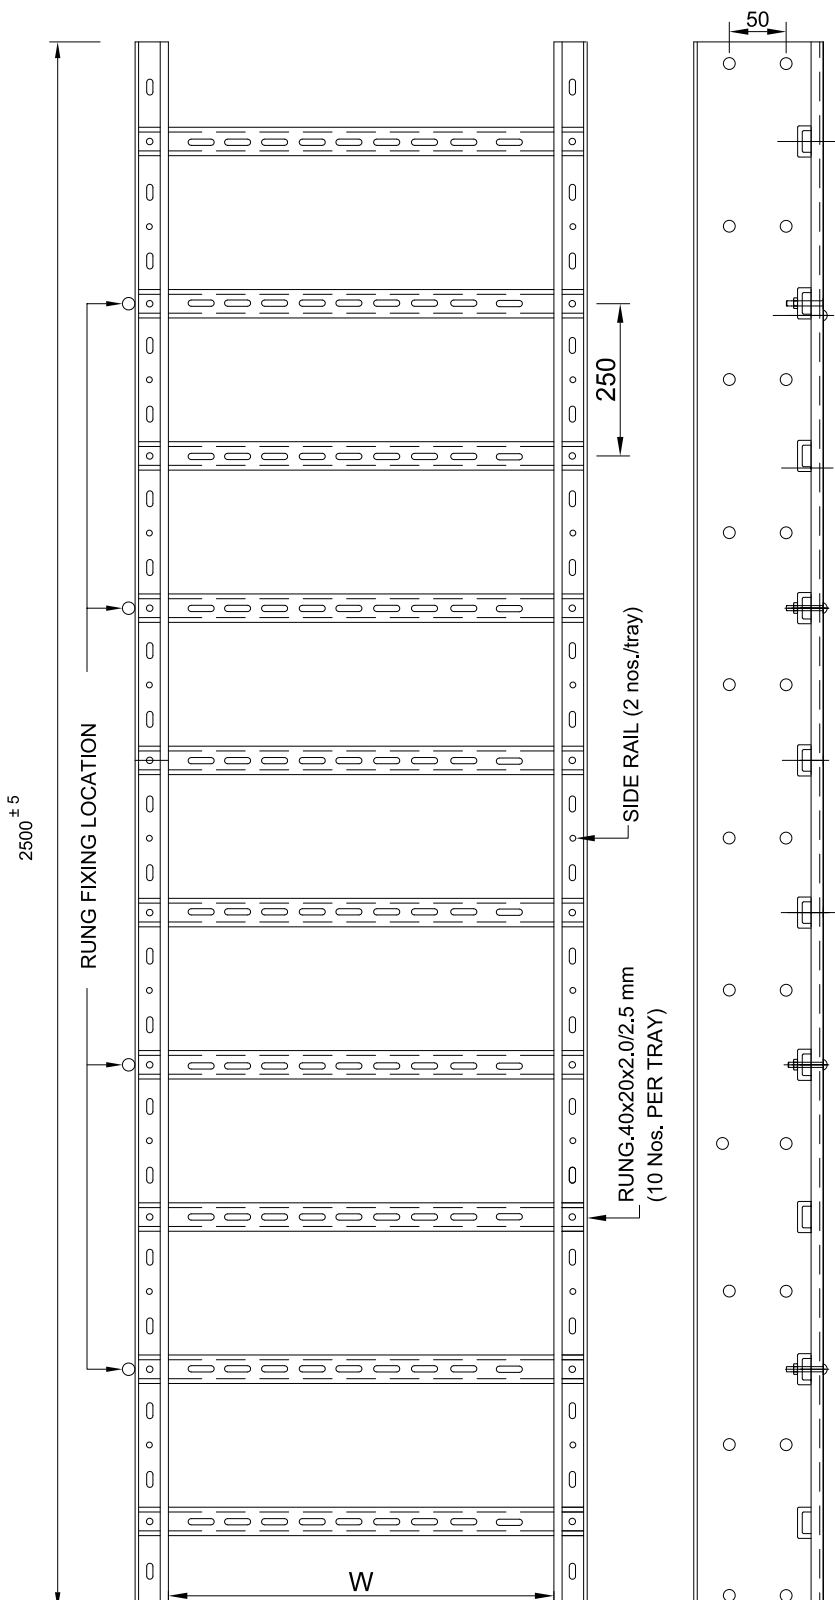 50
250
SIDE RAIL (2 nos./tray)
RUNG FIXING LOCATION
2500 ± 5
RUNG.40x20x2.0/2.5 mm
(10 Nos. PER TRAY)
W